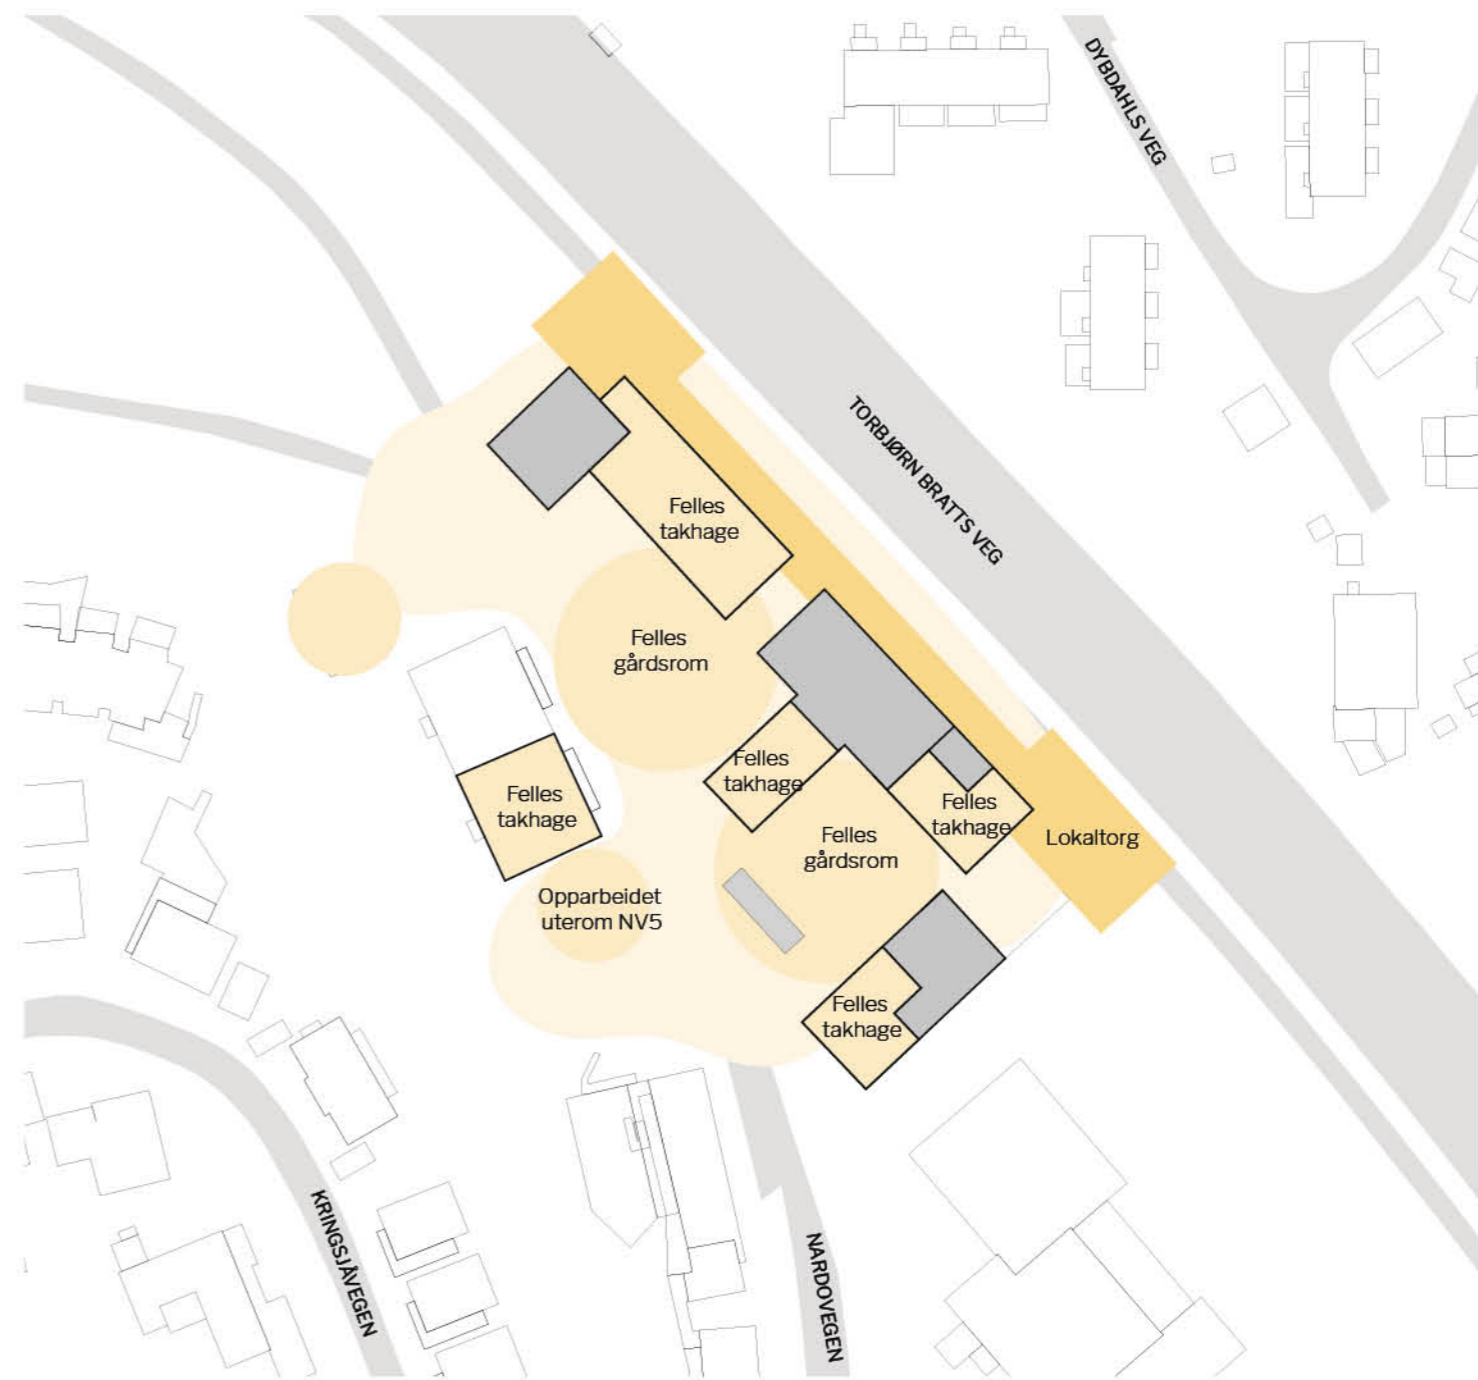 DYBDAHLS VEG
TORBJØRN BRATTS VEG
Felles
takhage
Felles
gårdsrom
Felles
takhage
Felles
takhage
Felles
takhage
Felles
gårdsrom
Lokaltorg
Opparbeidet
uterom NV5
Felles
takhage
KRINGSJÅVEGEN
NARDOVEGEN